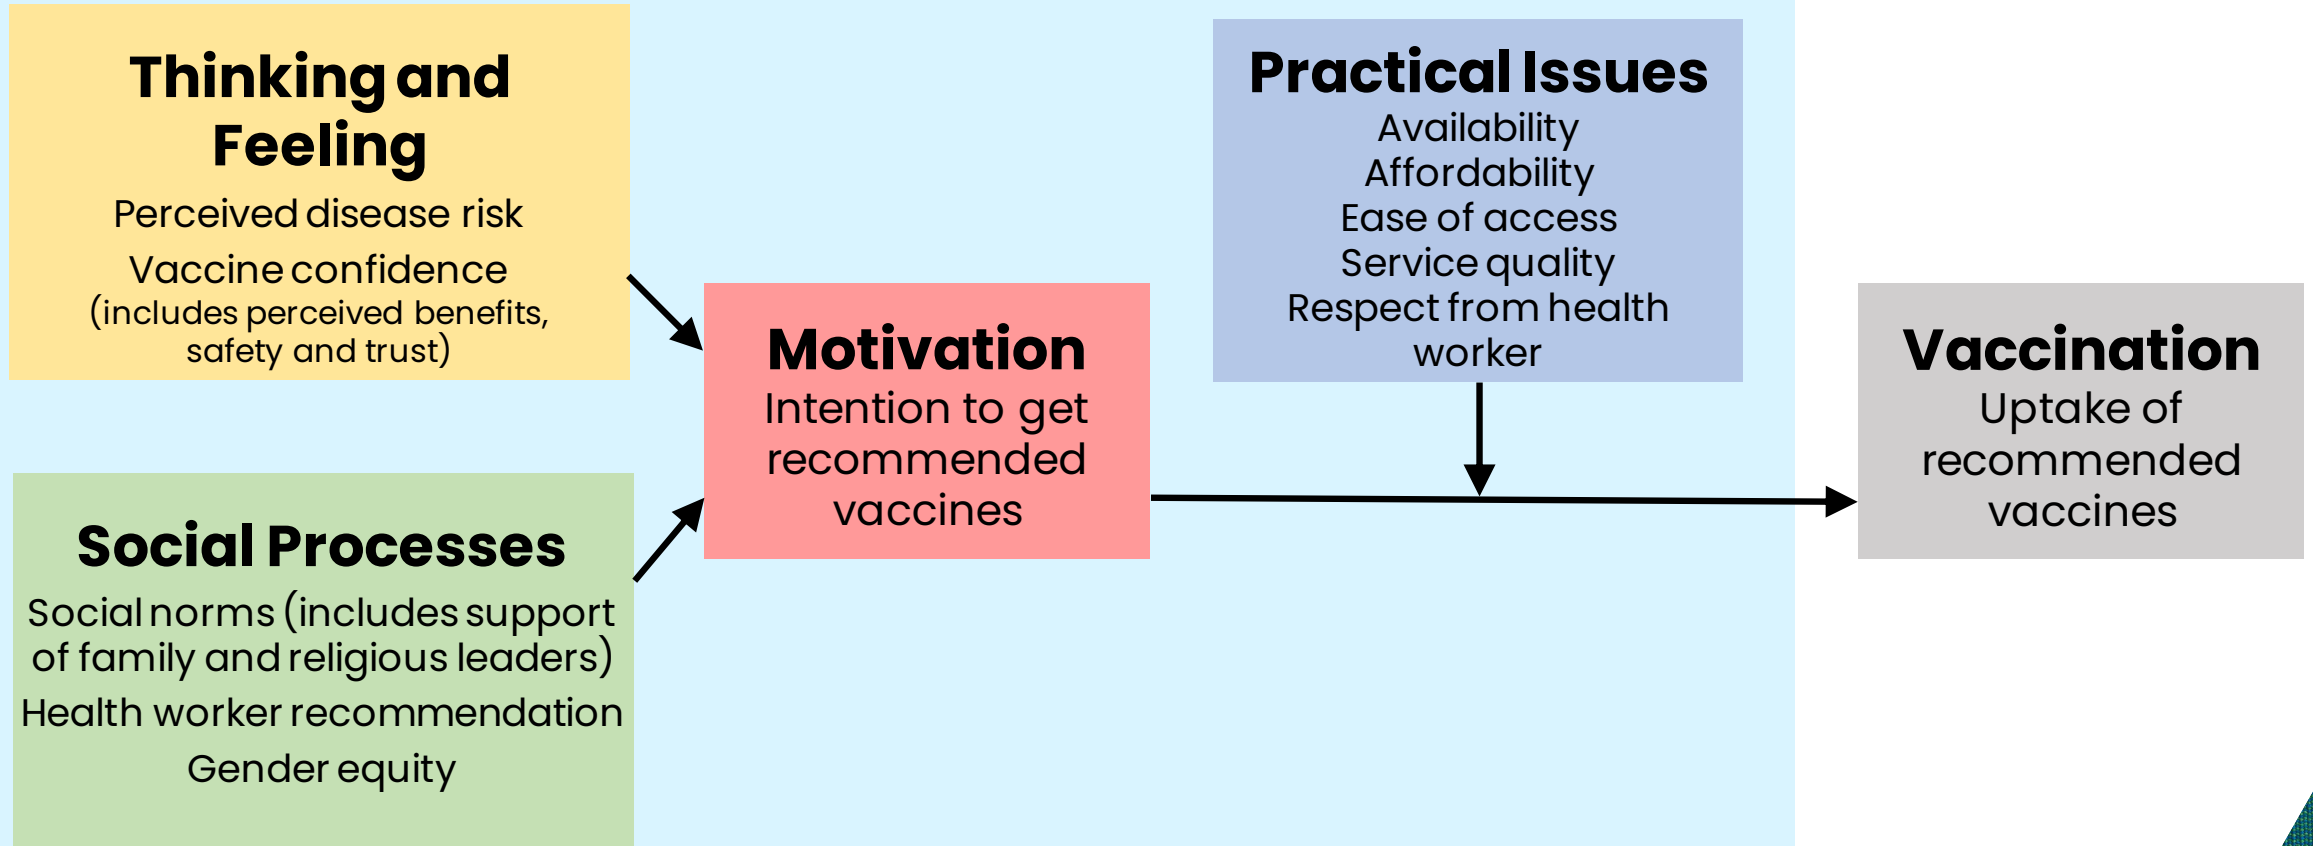 Thinking and
Feeling
Perceived disease risk
Vaccine confidence
(includes perceived benefits,
safety and trust)
Social Processes
Social norms (includes support
of family and religious leaders)
Health worker recommendation
Gender equity
Motivation
Intention to get
recommended
vaccines
Practical Issues
Availability
Affordability
Ease of access
Service quality
Respect from health
worker
Vaccination
Uptake of
recommended
vaccines